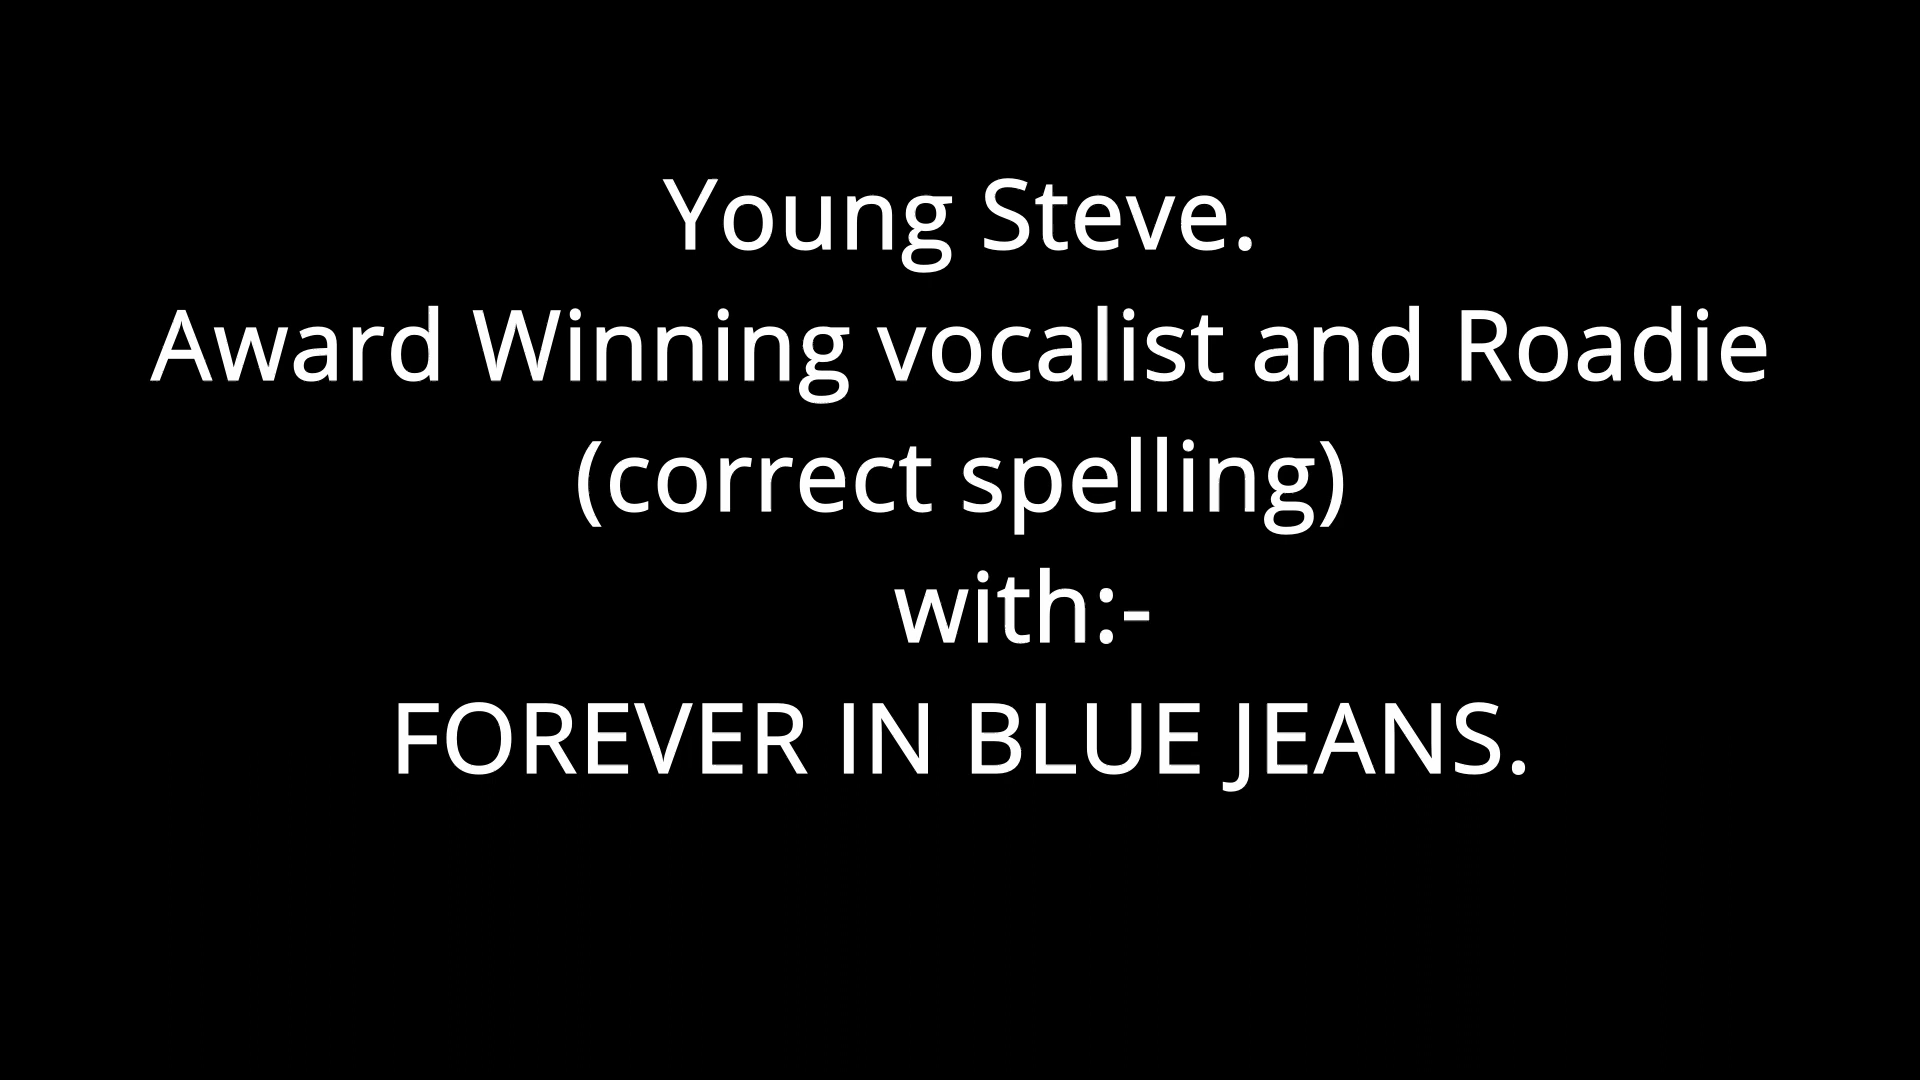 Young Steve.
Award Winning vocalist and Roadie
(correct spelling)
with:-
FOREVER IN BLUE JEANS.